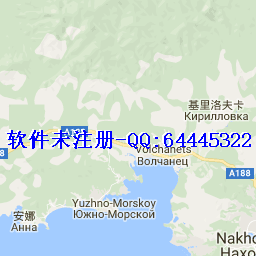 基里洛夫卡
Кирилловка
软件未注册-QQ:64445322
Volchanets
Волчанец
A188
Yuzhno-Morskoy
Южно-Морской
安娜
Анна
Nakho
Нахо